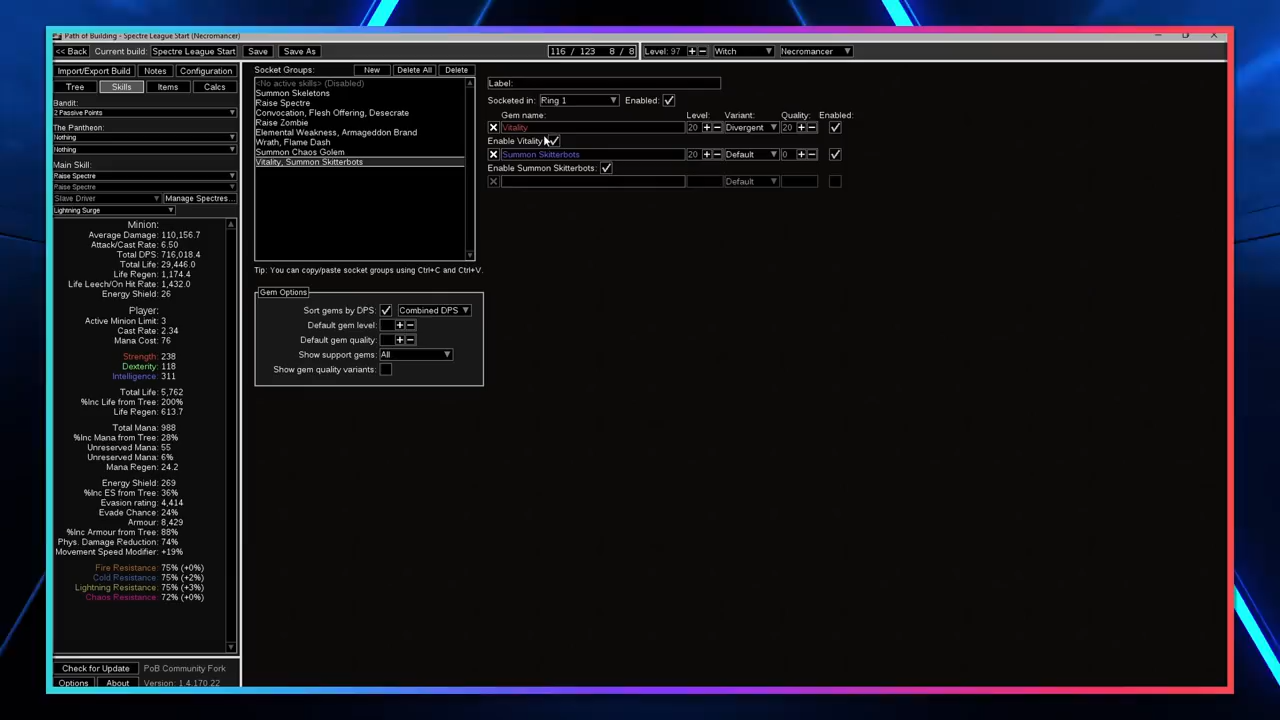 Path of Building - Spectre League Start (Necromancer)
<< Back Current build: Spectre League Start Save Save As 116 / 123 8 / 8 Level: 97 + − Witch Necromancer
Import/Export Build Notes Configuration
Tree Skills Items Calcs
Bandit:
2 Passive Points
The Pantheon:
Nothing
Nothing
Main Skill:
Raise Spectre
Raise Spectre
Slave Driver Manage Spectres...
Lightning Surge
Minion:
Average Damage: 110,156.7
Attack/Cast Rate: 6.50
Total DPS: 716,018.4
Total Life: 29,446.0
Life Regen: 1,174.4
Life Leech/On Hit Rate: 1,432.0
Energy Shield: 26
Player:
Active Minion Limit: 3
Cast Rate: 2.34
Mana Cost: 76
Strength: 238
Dexterity: 118
Intelligence: 311
Total Life: 5,762
%Inc Life from Tree: 200%
Life Regen: 613.7
Total Mana: 988
%Inc Mana from Tree: 28%
Unreserved Mana: 55
Unreserved Mana: 6%
Mana Regen: 24.2
Energy Shield: 269
%Inc ES from Tree: 36%
Evasion rating: 4,414
Evade Chance: 24%
Armour: 8,429
%Inc Armour from Tree: 88%
Phys. Damage Reduction: 74%
Movement Speed Modifier: +19%
Fire Resistance: 75% (+0%)
Cold Resistance: 75% (+2%)
Lightning Resistance: 75% (+3%)
Chaos Resistance: 72% (+0%)
Check for Update PoB Community Fork
Options About Version: 1.4.170.22
Socket Groups: New Delete All Delete
<No active skills> (Disabled)
Summon Skeletons
Raise Spectre
Convocation, Flesh Offering, Desecrate
Raise Zombie
Elemental Weakness, Armageddon Brand
Wrath, Flame Dash
Summon Chaos Golem
Vitality, Summon Skitterbots
Tip: You can copy/paste socket groups using Ctrl+C and Ctrl+V.
Gem Options
Sort gems by DPS: Combined DPS
Default gem level: + −
Default gem quality: + −
Show support gems: All
Show gem quality variants:
Label:
Socketed in: Ring 1 Enabled:
Gem name: Level: Variant: Quality: Enabled:
X Vitality 20 + − Divergent 20 + −
Enable Vitality:
X Summon Skitterbots 20 + − Default 0 + −
Enable Summon Skitterbots:
X + − Default + −